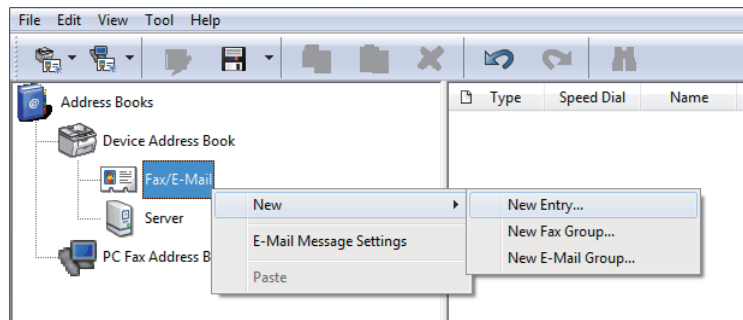 File Edit View Tool Help
Address Books
Type Speed Dial Name
Device Address Book
Fax/E-Mail
New
New Entry...
Server
E-Mail Message Settings
New Fax Group...
PC Fax Address B
New E-Mail Group...
Paste